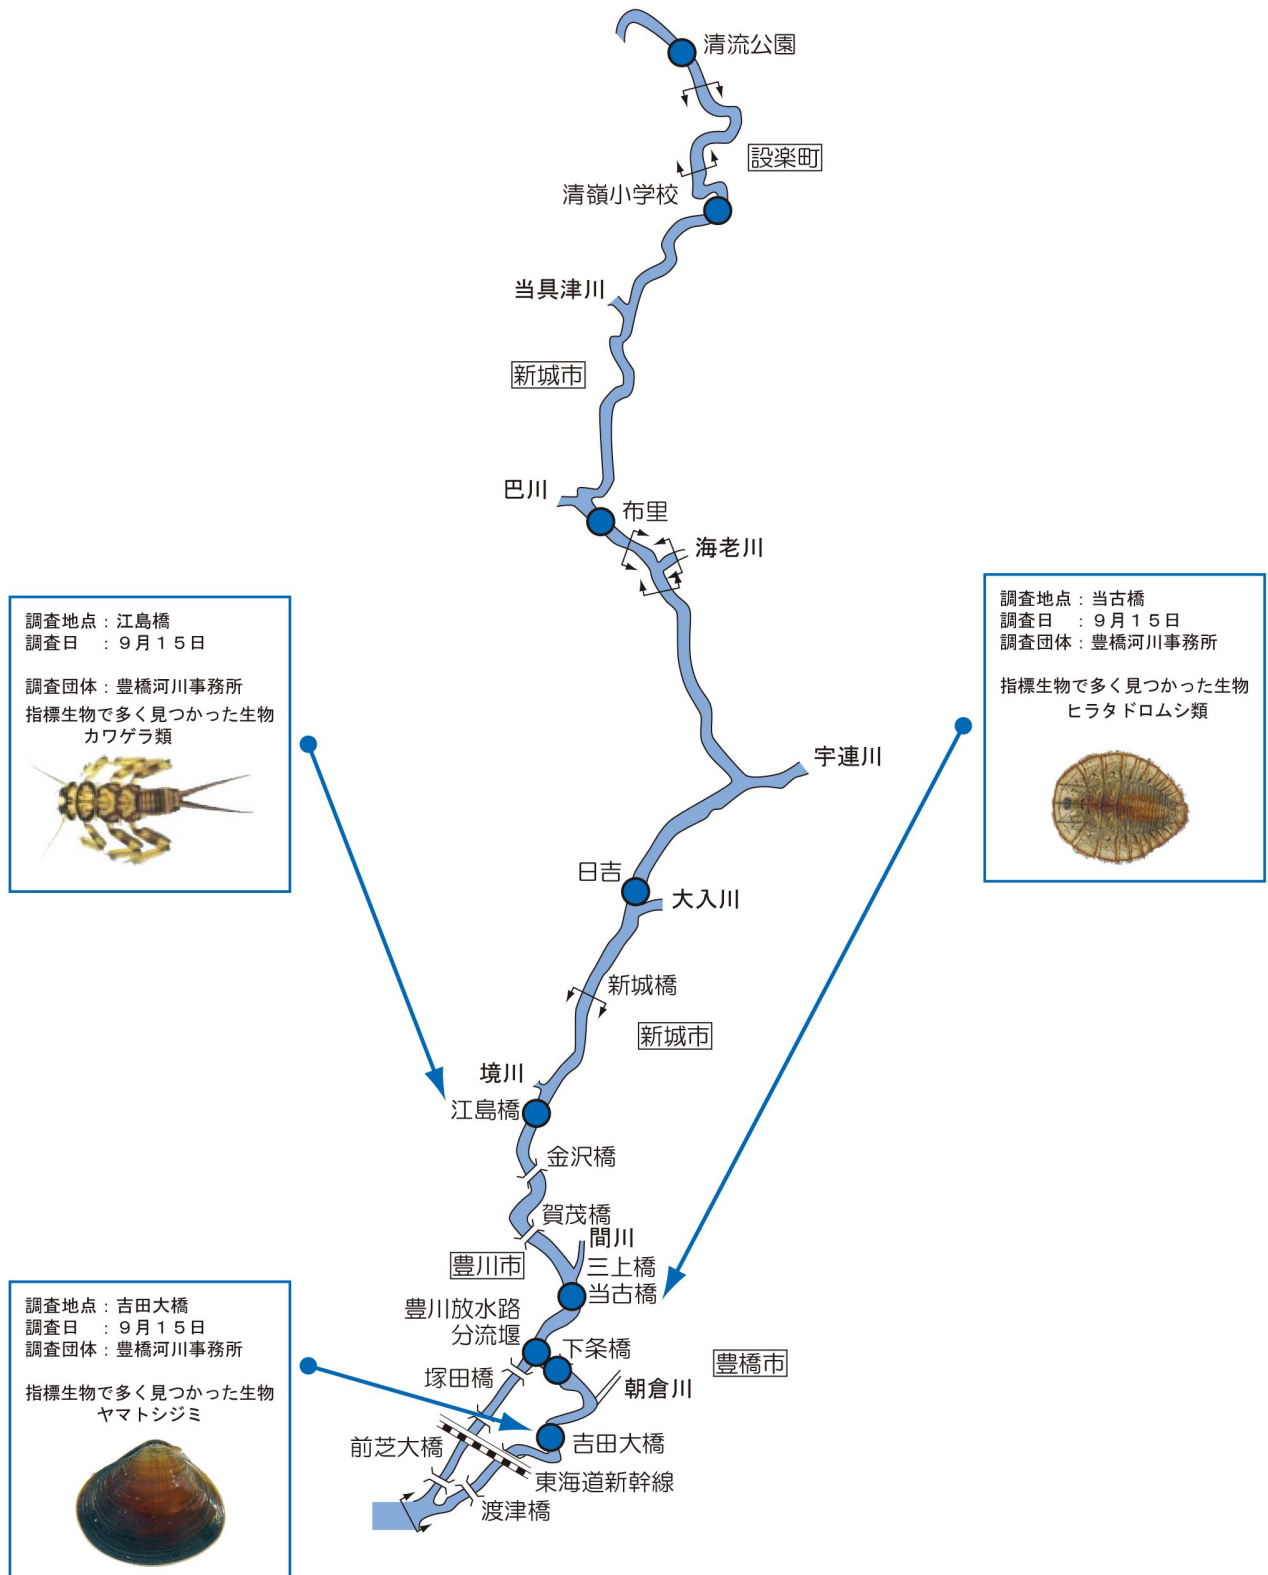 清流公園
設楽町
清嶺小学校
当具津川
新城市
巴川
布里
海老川
調査地点：江島橋
調査日　：９月１５日
調査団体：豊橋河川事務所
指標生物で多く見つかった生物
カワゲラ類
調査地点：当古橋
調査日　：９月１５日
調査団体：豊橋河川事務所
指標生物で多く見つかった生物
ヒラタドロムシ類
宇連川
日吉
大入川
新城橋
新城市
境川
江島橋
金沢橋
賀茂橋
間川
豊川市
三上橋
当古橋
豊川放水路
分流堰
下条橋
豊橋市
塚田橋
朝倉川
調査地点：吉田大橋
調査日　：９月１５日
調査団体：豊橋河川事務所
指標生物で多く見つかった生物
ヤマトシジミ
前芝大橋
吉田大橋
東海道新幹線
渡津橋